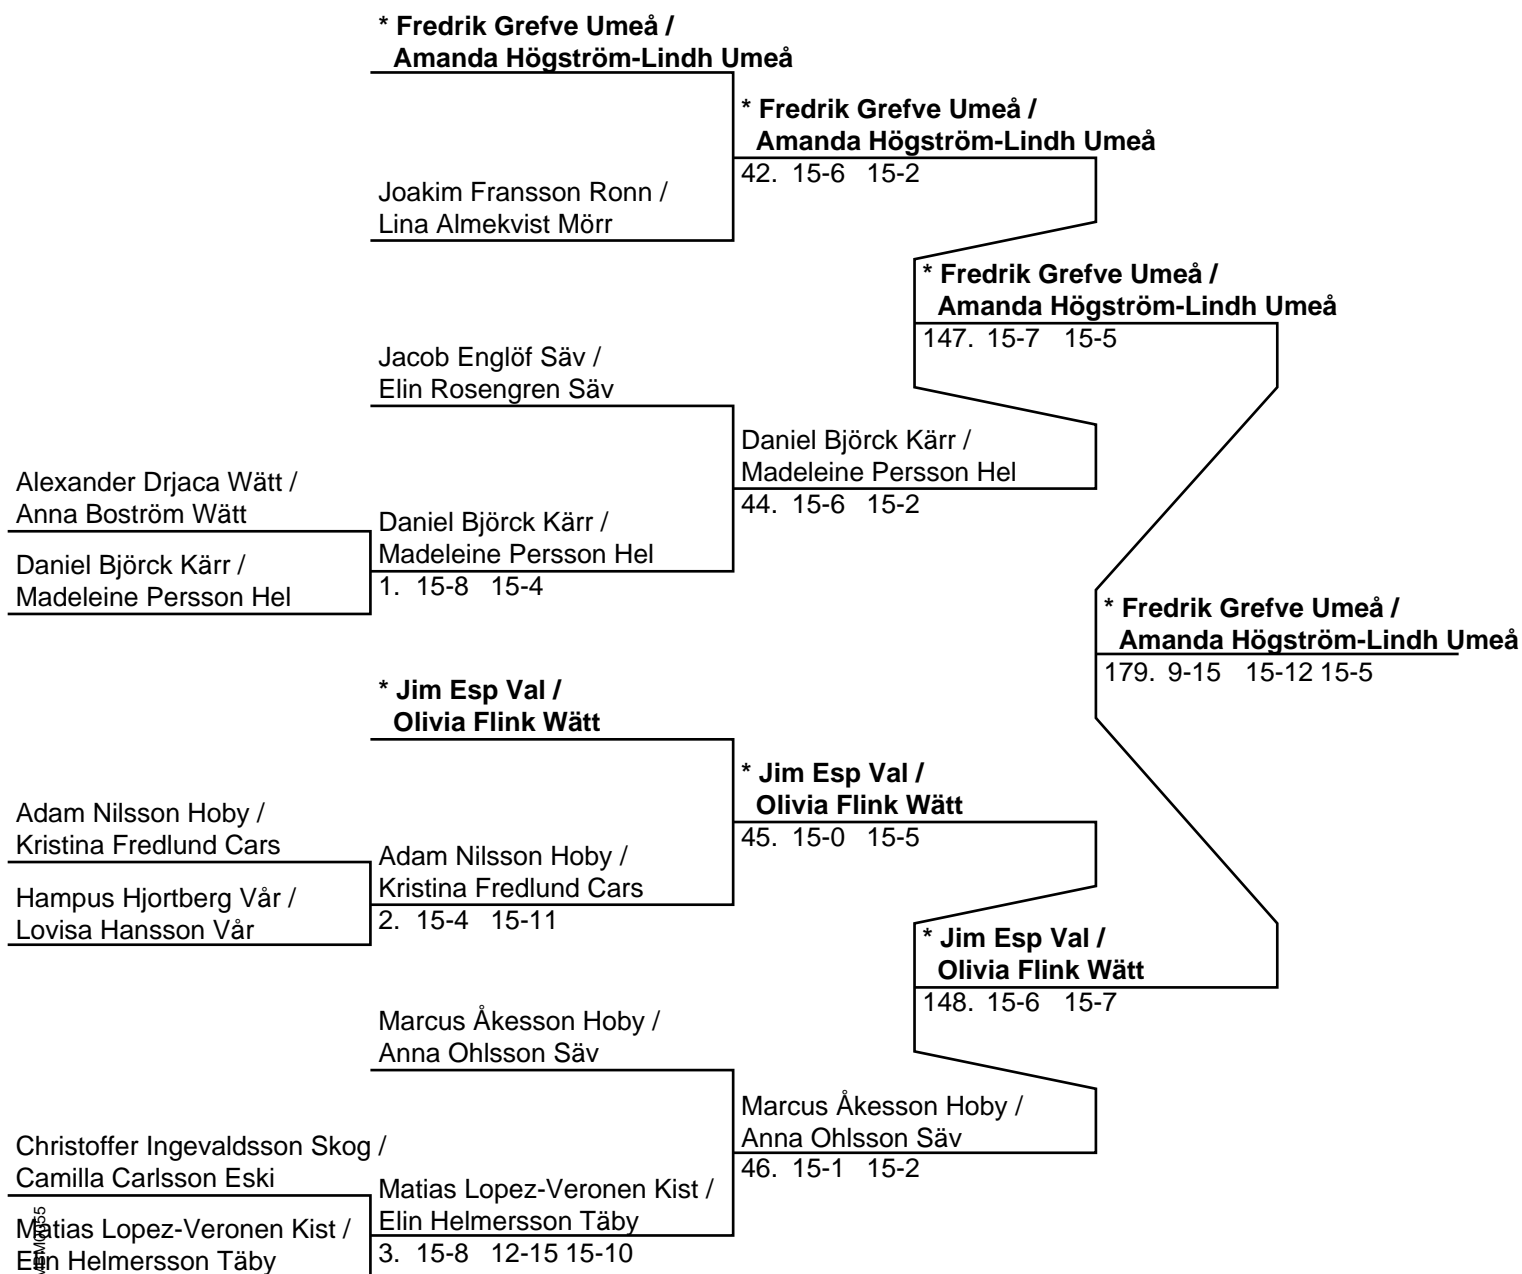 * Fredrik Grefve Umeå /
Amanda Högström-Lindh Umeå
* Fredrik Grefve Umeå /
Amanda Högström-Lindh Umeå
42. 15-6 15-2
Joakim Fransson Ronn /
Lina Almekvist Mörr
* Fredrik Grefve Umeå /
Amanda Högström-Lindh Umeå
147. 15-7 15-5
Jacob Englöf Säv /
Elin Rosengren Säv
Daniel Björck Kärr /
Madeleine Persson Hel
44. 15-6 15-2
Alexander Drjaca Wätt /
Anna Boström Wätt
Daniel Björck Kärr /
Madeleine Persson Hel
1. 15-8 15-4
Daniel Björck Kärr /
Madeleine Persson Hel
* Fredrik Grefve Umeå /
Amanda Högström-Lindh Umeå
179. 9-15 15-12 15-5
* Jim Esp Val /
Olivia Flink Wätt
* Jim Esp Val /
Olivia Flink Wätt
45. 15-0 15-5
Adam Nilsson Hoby /
Kristina Fredlund Cars
Adam Nilsson Hoby /
Kristina Fredlund Cars
2. 15-4 15-11
Hampus Hjortberg Vår /
Lovisa Hansson Vår
* Jim Esp Val /
Olivia Flink Wätt
148. 15-6 15-7
Marcus Åkesson Hoby /
Anna Ohlsson Säv
Marcus Åkesson Hoby /
Anna Ohlsson Säv
46. 15-1 15-2
Christoffer Ingevaldsson Skog /
Camilla Carlsson Eski
Matias Lopez-Veronen Kist /
Elin Helmersson Täby
3. 15-8 12-15 15-10
Matias Lopez-Veronen Kist /
Elin Helmersson Täby